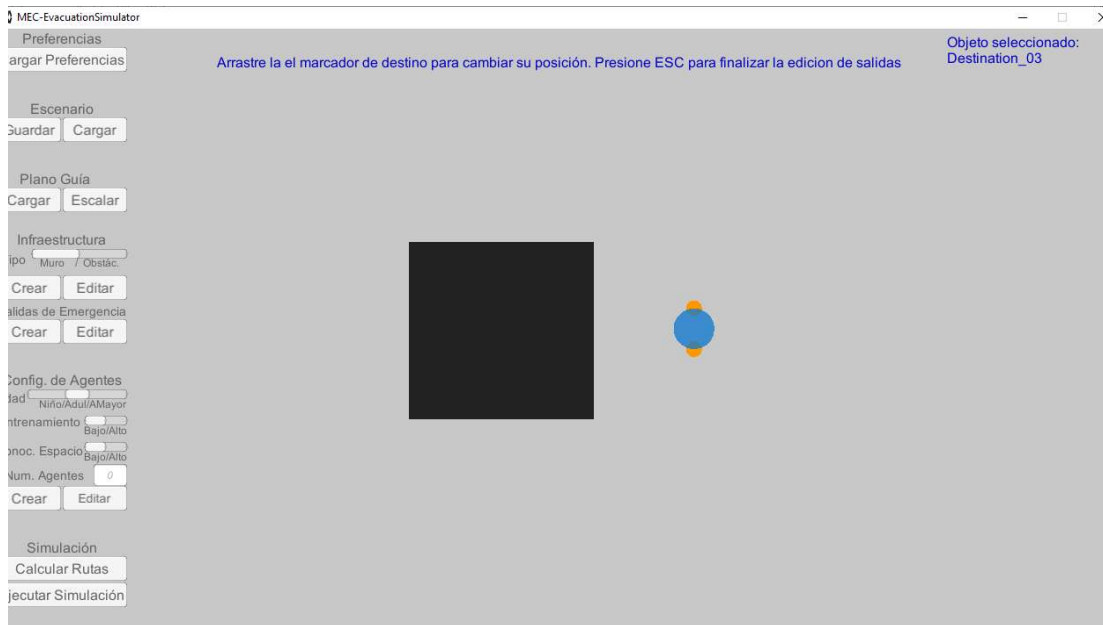 MEC-EvacuationSimulator
Preferencias
argar Preferencias
Arrastre la el marcador de destino para cambiar su posición. Presione ESC para finalizar la edicion de salidas
Objeto seleccionado:
Destination_03
Escenario
Guardar Cargar
Plano Guía
Cargar Escalar
Infraestructura
ipo Muro / Obstác.
Crear Editar
alidas de Emergencia
Crear Editar
Config. de Agentes
dad Niño/Adul/AMayor
ntrenamiento Bajo/Alto
onoc. Espacio Bajo/Alto
Num. Agentes 0
Crear Editar
Simulación
Calcular Rutas
jecutar Simulación